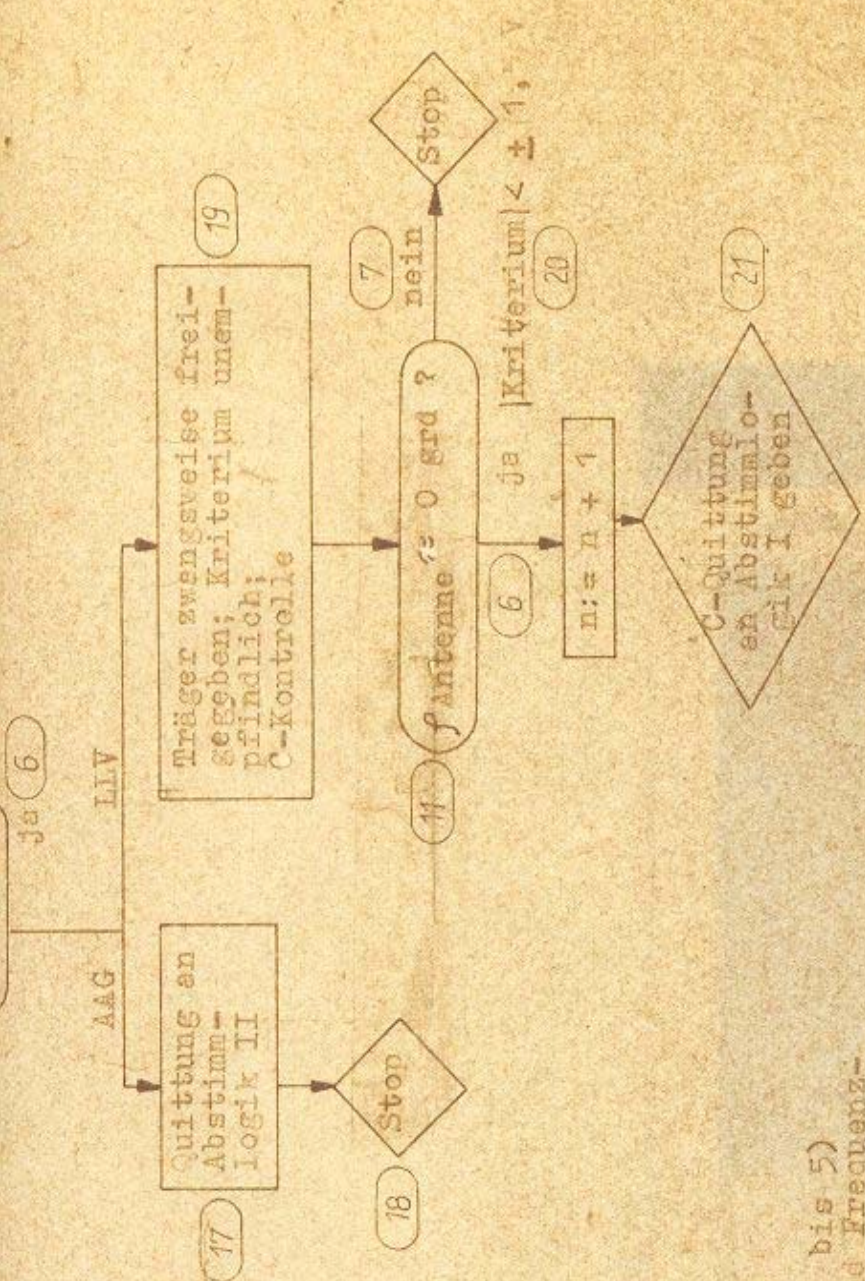 ja 6
AAG
LLV
17
Quittung an
Abstimm-
logik II
19
Träger zwangsweise frei-
gegeben; Kriterium unem-
pfindlich;
C-Kontrolle
18
Stop
11
φ Antenne ≈ 0 grd ?
7
nein
Stop
6
ja |Kriterium| < ± 1,
20
n:= n + 1
C-Quittung
an Abstimmlo-
gik I geben
21
bis 5)
Frequenz-